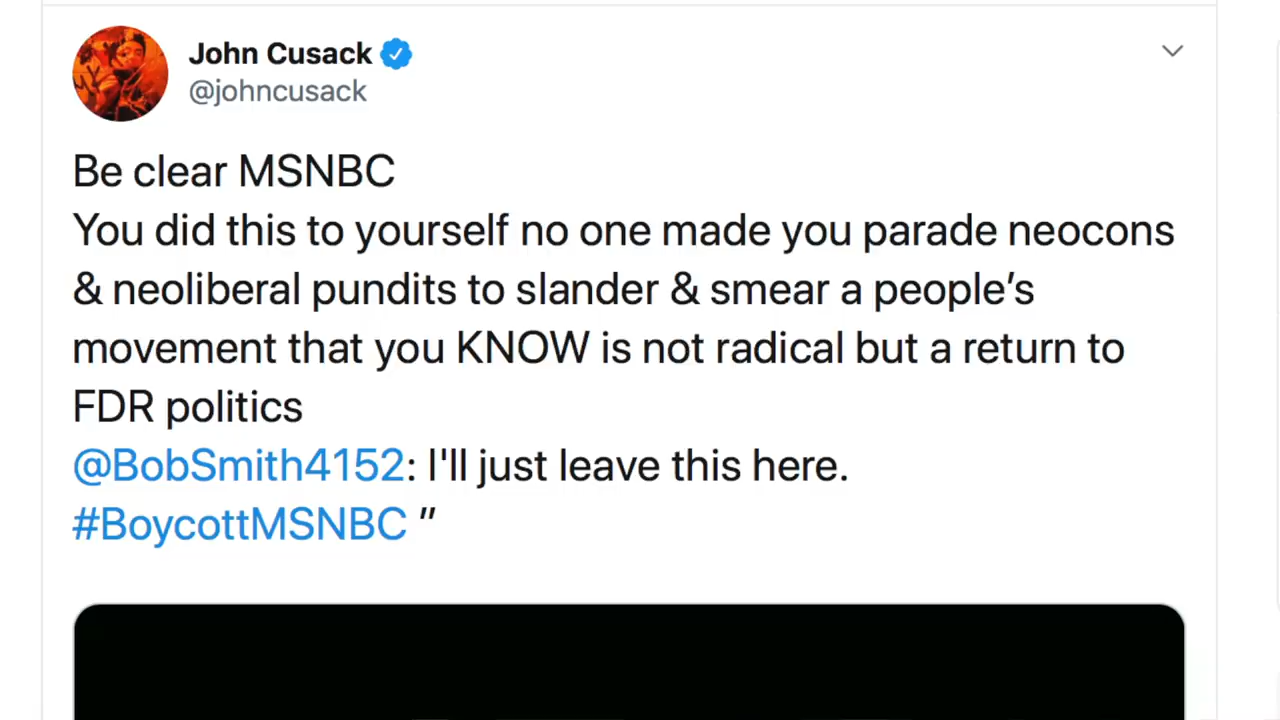 John Cusack
@johncusack
Be clear MSNBC
You did this to yourself no one made you parade neocons
& neoliberal pundits to slander & smear a people’s
movement that you KNOW is not radical but a return to
FDR politics
@BobSmith4152: I'll just leave this here.
#BoycottMSNBC ”